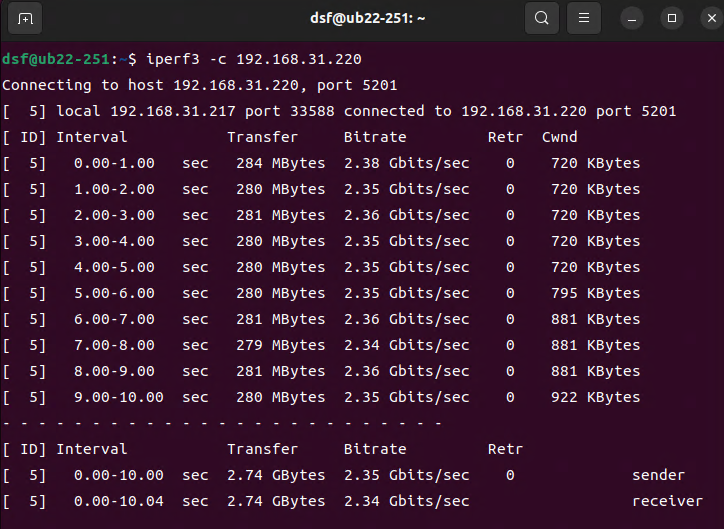 dsf@ub22-251: ~
dsf@ub22-251:~$ iperf3 -c 192.168.31.220
Connecting to host 192.168.31.220, port 5201
[  5] local 192.168.31.217 port 33588 connected to 192.168.31.220 port 5201
[ ID] Interval           Transfer     Bitrate         Retr  Cwnd
[  5]   0.00-1.00   sec   284 MBytes  2.38 Gbits/sec    0    720 KBytes
[  5]   1.00-2.00   sec   280 MBytes  2.35 Gbits/sec    0    720 KBytes
[  5]   2.00-3.00   sec   281 MBytes  2.36 Gbits/sec    0    720 KBytes
[  5]   3.00-4.00   sec   280 MBytes  2.35 Gbits/sec    0    720 KBytes
[  5]   4.00-5.00   sec   280 MBytes  2.35 Gbits/sec    0    720 KBytes
[  5]   5.00-6.00   sec   280 MBytes  2.35 Gbits/sec    0    795 KBytes
[  5]   6.00-7.00   sec   281 MBytes  2.36 Gbits/sec    0    881 KBytes
[  5]   7.00-8.00   sec   279 MBytes  2.34 Gbits/sec    0    881 KBytes
[  5]   8.00-9.00   sec   281 MBytes  2.36 Gbits/sec    0    881 KBytes
[  5]   9.00-10.00  sec   280 MBytes  2.35 Gbits/sec    0    922 KBytes
- - - - - - - - - - - - - - - - - - - - - - - - -
[ ID] Interval           Transfer     Bitrate         Retr
[  5]   0.00-10.00  sec  2.74 GBytes  2.35 Gbits/sec    0             sender
[  5]   0.00-10.04  sec  2.74 GBytes  2.34 Gbits/sec                  receiver